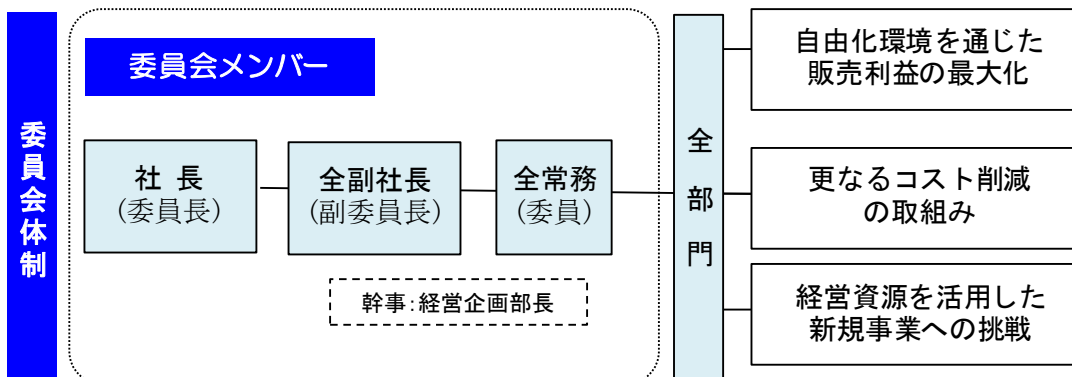 委員会体制
委員会メンバー
社 長
(委員長)
全副社長
(副委員長)
全常務
(委員)
幹事:経営企画部長
全部門
自由化環境を通じた
販売利益の最大化
更なるコスト削減
の取組み
経営資源を活用した
新規事業への挑戦